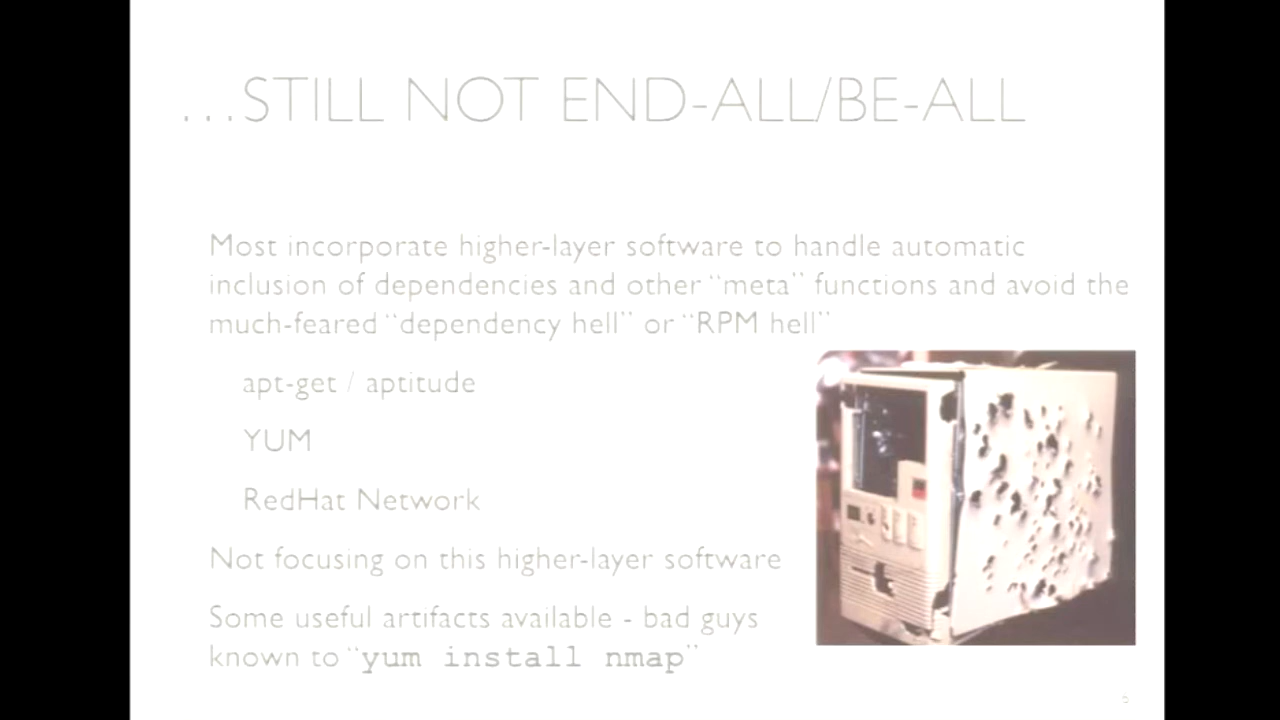 ...STILL NOT END-ALL/BE-ALL
Most incorporate higher-layer software to handle automatic
inclusion of dependencies and other “meta” functions and avoid the
much-feared “dependency hell” or “RPM hell”
apt-get / aptitude
YUM
RedHat Network
Not focusing on this higher-layer software
Some useful artifacts available - bad guys
known to “yum install nmap”